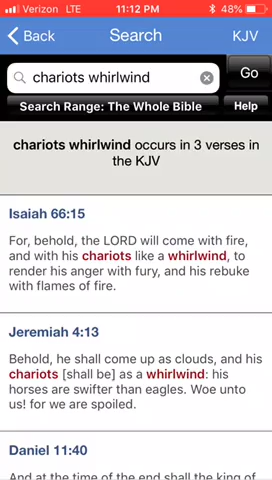 Verizon LTE 11:12 PM 48%
Back Search KJV
chariots whirlwind Go
Search Range: The Whole Bible Help
chariots whirlwind occurs in 3 verses in
the KJV
Isaiah 66:15
For, behold, the LORD will come with fire,
and with his chariots like a whirlwind, to
render his anger with fury, and his rebuke
with flames of fire.
Jeremiah 4:13
Behold, he shall come up as clouds, and his
chariots [shall be] as a whirlwind: his
horses are swifter than eagles. Woe unto
us! for we are spoiled.
Daniel 11:40
And at the time of the end shall the king of